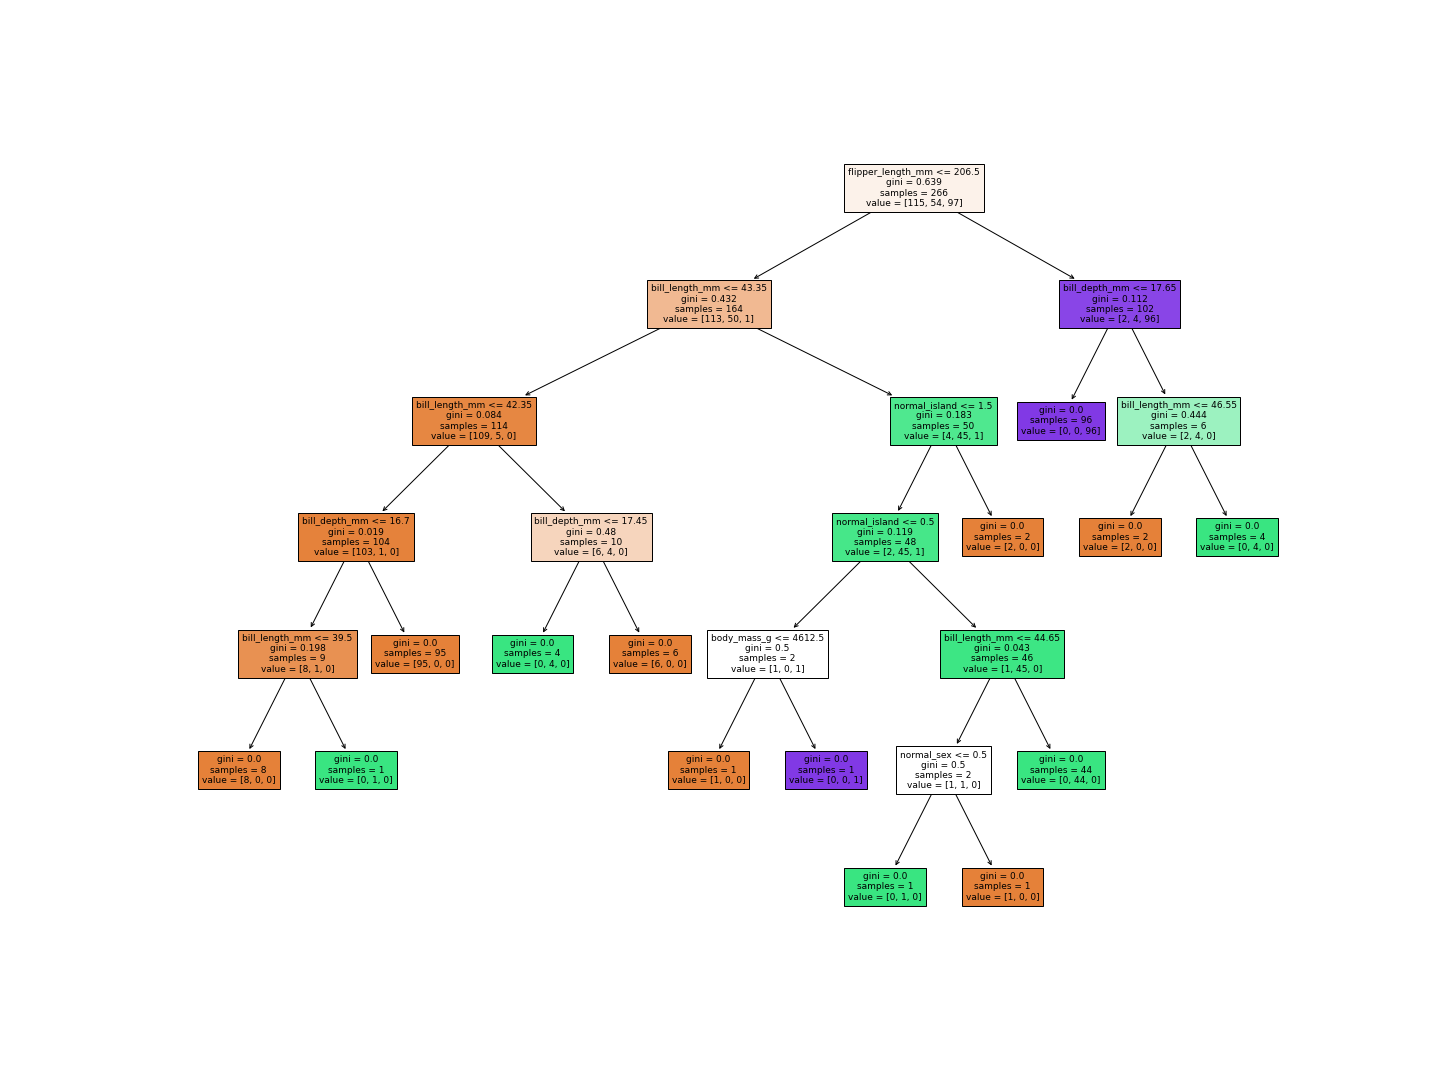 flipper_length_mm <= 206.5
gini = 0.639
samples = 266
value = [115, 54, 97]
bill_length_mm <= 43.35
gini = 0.432
samples = 164
value = [113, 50, 1]
bill_depth_mm <= 17.65
gini = 0.112
samples = 102
value = [2, 4, 96]
bill_length_mm <= 42.35
gini = 0.084
samples = 114
value = [109, 5, 0]
normal_island <= 1.5
gini = 0.183
samples = 50
value = [4, 45, 1]
gini = 0.0
samples = 96
value = [0, 0, 96]
bill_length_mm <= 46.55
gini = 0.444
samples = 6
value = [2, 4, 0]
bill_depth_mm <= 16.7
gini = 0.019
samples = 104
value = [103, 1, 0]
bill_depth_mm <= 17.45
gini = 0.48
samples = 10
value = [6, 4, 0]
normal_island <= 0.5
gini = 0.119
samples = 48
value = [2, 45, 1]
gini = 0.0
samples = 2
value = [2, 0, 0]
gini = 0.0
samples = 2
value = [2, 0, 0]
gini = 0.0
samples = 4
value = [0, 4, 0]
bill_length_mm <= 39.5
gini = 0.198
samples = 9
value = [8, 1, 0]
gini = 0.0
samples = 95
value = [95, 0, 0]
gini = 0.0
samples = 4
value = [0, 4, 0]
gini = 0.0
samples = 6
value = [6, 0, 0]
body_mass_g <= 4612.5
gini = 0.5
samples = 2
value = [1, 0, 1]
bill_length_mm <= 44.65
gini = 0.043
samples = 46
value = [1, 45, 0]
gini = 0.0
samples = 8
value = [8, 0, 0]
gini = 0.0
samples = 1
value = [0, 1, 0]
gini = 0.0
samples = 1
value = [1, 0, 0]
gini = 0.0
samples = 1
value = [0, 0, 1]
normal_sex <= 0.5
gini = 0.5
samples = 2
value = [1, 1, 0]
gini = 0.0
samples = 44
value = [0, 44, 0]
gini = 0.0
samples = 1
value = [0, 1, 0]
gini = 0.0
samples = 1
value = [1, 0, 0]